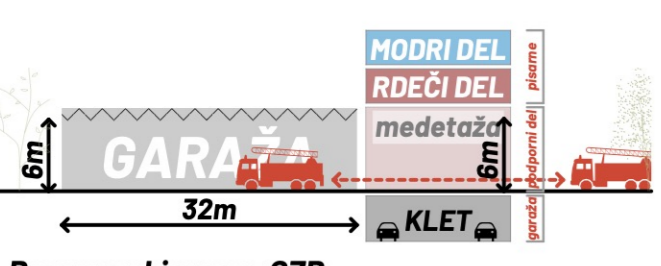 MODRI DEL
RDEČI DEL
pisarne
medetaža
GARAŽA
podporni del
6m
6m
32m
KLET
garaža